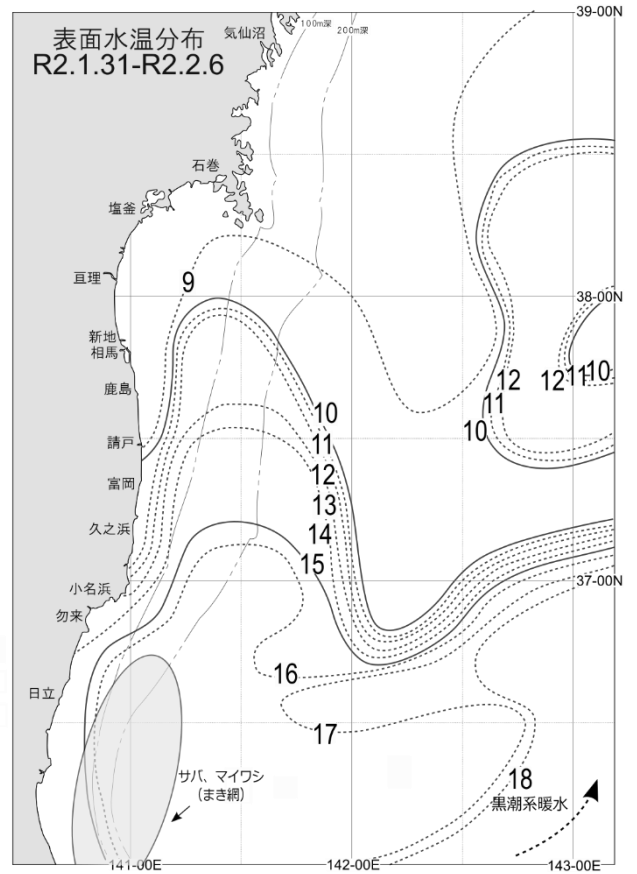 39-00N
表面水温分布
R2.1.31-R2.2.6
気仙沼
100m深
200m深
石巻
塩釜
亘理
9
38-00N
新地
相馬
鹿島
12
12
11
10
11
10
10
請戸
11
富岡
12
13
久之浜
14
15
37-00N
小名浜
勿来
16
日立
17
サバ、マイワシ
(まき網)
18
黒潮系暖水
141-00E
142-00E
143-00E